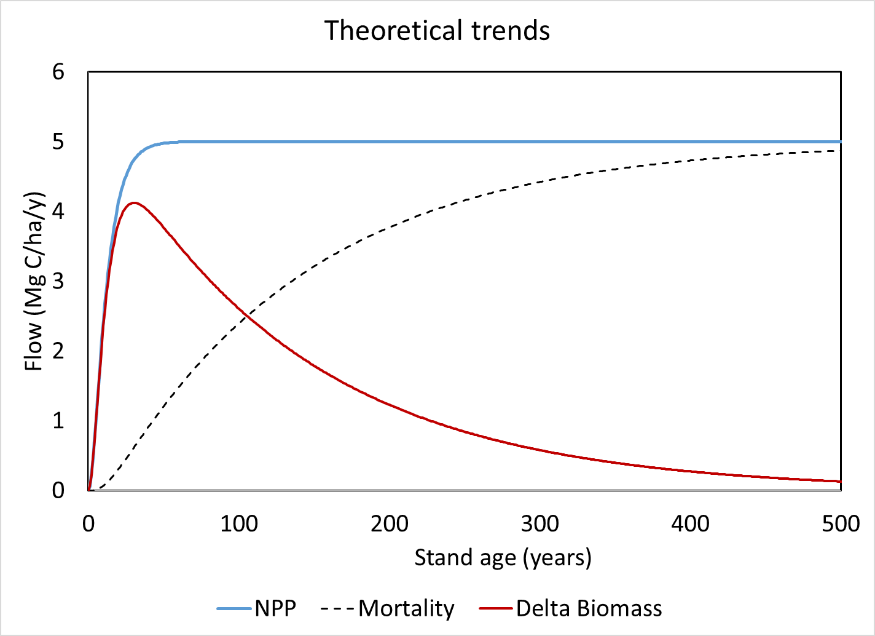 Theoretical trends
6
5
4
3
2
1
0
Flow (Mg C/ha/y)
0 100 200 300 400 500
Stand age (years)
NPP Mortality Delta Biomass